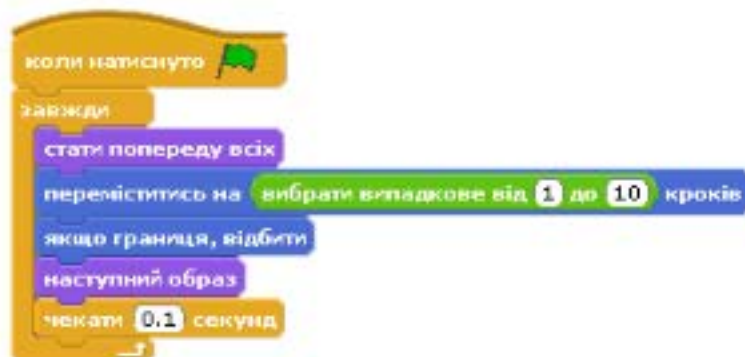 коли натиснуто
завжди
стати попереду всіх
переміститись на вибрати випадкове від 1 до 10 кроків
якщо границя, відбити
наступний образ
чекати 0.1 секунд